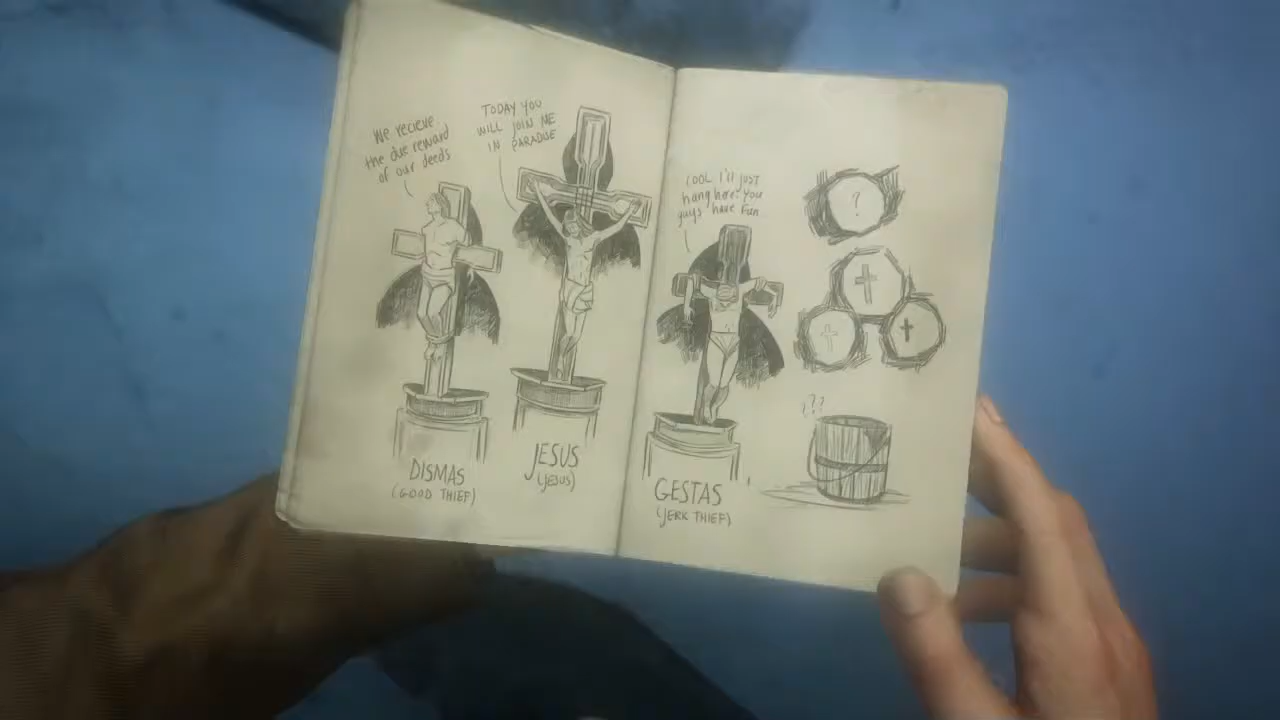 We recieve
the due reward
of our deeds
TODAY YOU
WILL JOIN ME
IN PARADISE
DISMAS
(GOOD THIEF)
JESUS
(JESUS)
COOL I'll JUST
hang here. You
guys have Fun
GESTAS
(JERK THIEF)
?
???